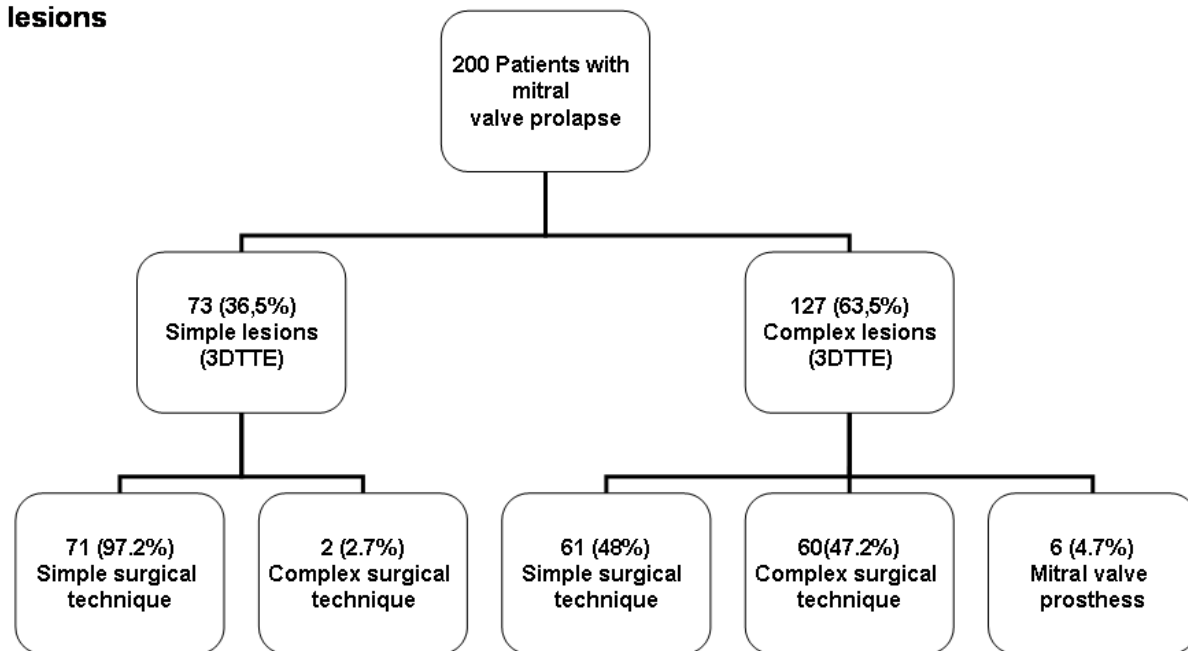 lesions
200 Patients with
mitral
valve prolapse
73 (36,5%)
Simple lesions
(3DTTE)
127 (63,5%)
Complex lesions
(3DTTE)
71 (97.2%)
Simple surgical
technique
2 (2.7%)
Complex surgical
technique
61 (48%)
Simple surgical
technique
60(47.2%)
Complex surgical
technique
6 (4.7%)
Mitral valve
prosthess